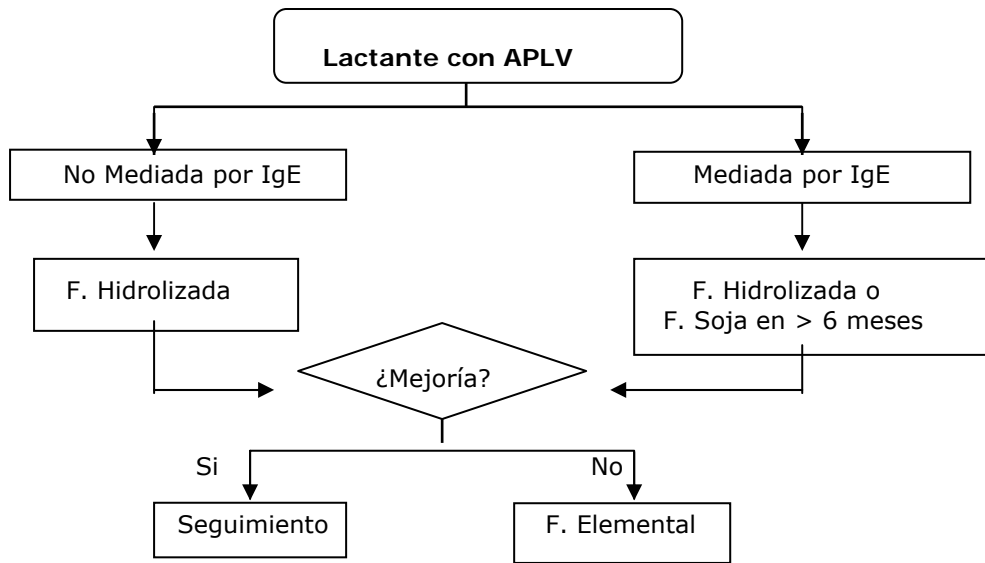 Lactante con APLV
No Mediada por IgE
Mediada por IgE
F. Hidrolizada
F. Hidrolizada o
F. Soja en > 6 meses
¿Mejoría?
Si
No
Seguimiento
F. Elemental